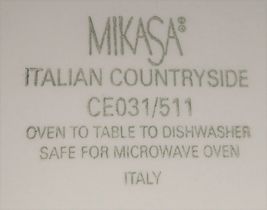 MIKASA®
ITALIAN COUNTRYSIDE
CE031/511
OVEN TO TABLE TO DISHWASHER
SAFE FOR MICROWAVE OVEN
ITALY